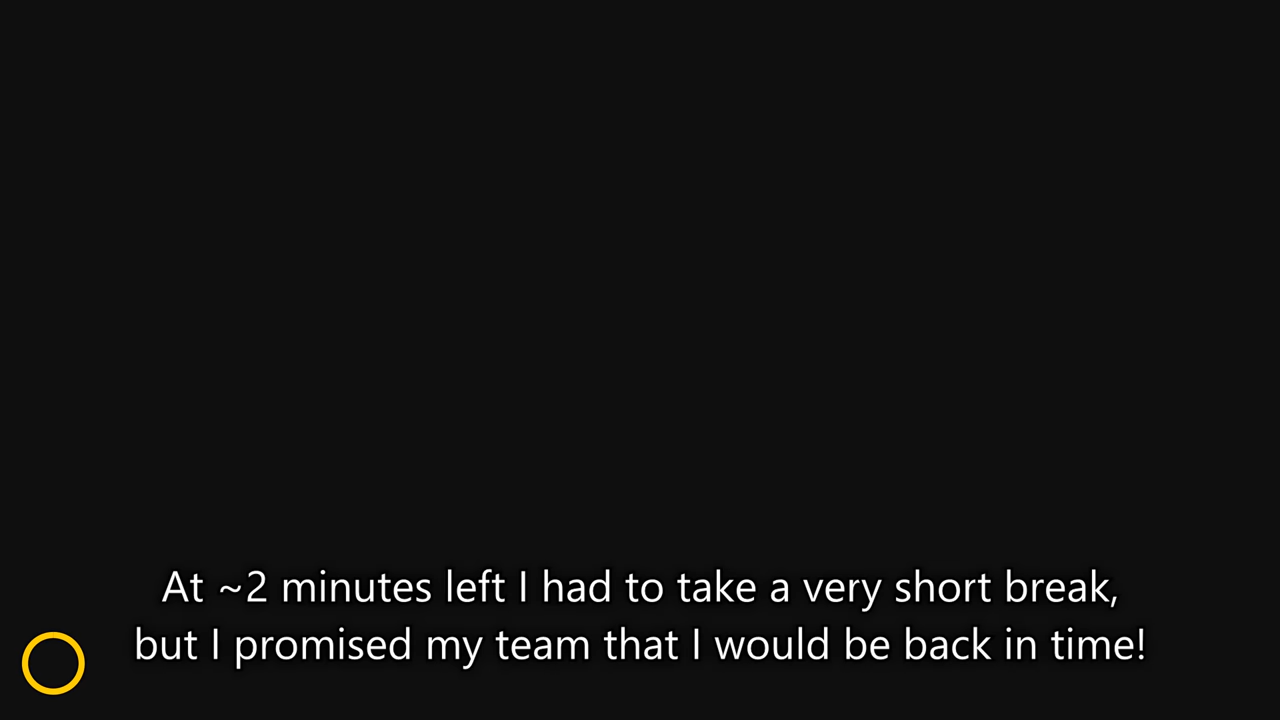 At ~2 minutes left I had to take a very short break,
but I promised my team that I would be back in time!